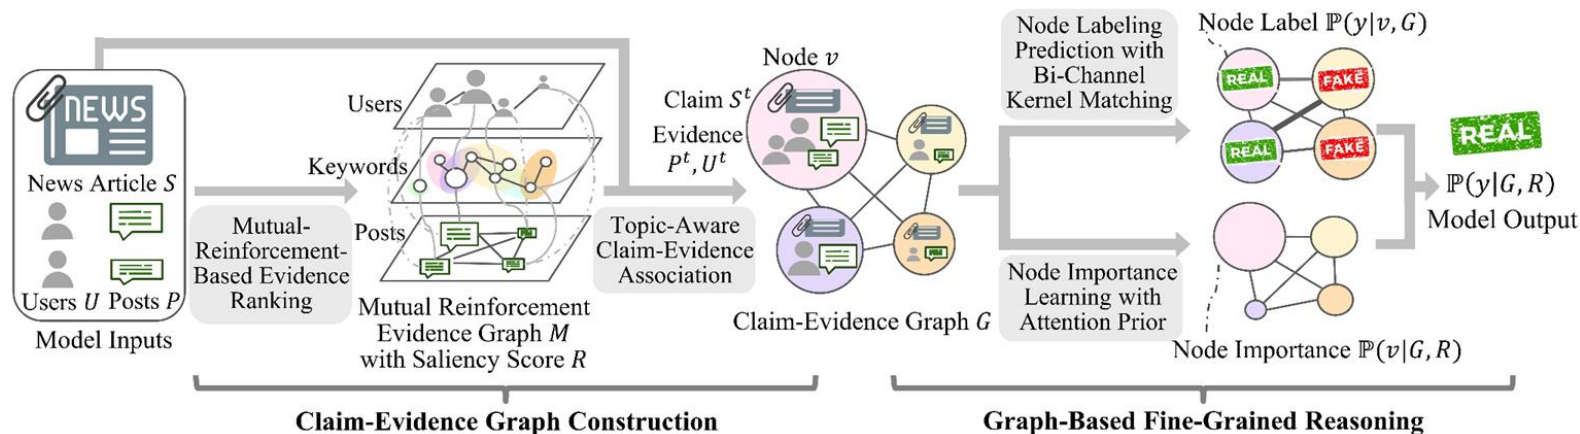 NEWS
News Article S
Users U Posts P
Model Inputs
Mutual-
Reinforcement-
Based Evidence
Ranking
Users
Keywords
Posts
Mutual Reinforcement
Evidence Graph M
with Saliency Score R
Topic-Aware
Claim-Evidence
Association
Node v
Claim Sᵗ
Evidence
Pᵗ, Uᵗ
Claim-Evidence Graph G
Node Labeling
Prediction with
Bi-Channel
Kernel Matching
Node Importance
Learning with
Attention Prior
Node Label ℙ(y|v, G)
REAL
FAKE
REAL
FAKE
Node Importance ℙ(v|G, R)
REAL
ℙ(y|G, R)
Model Output
Claim-Evidence Graph Construction
Graph-Based Fine-Grained Reasoning